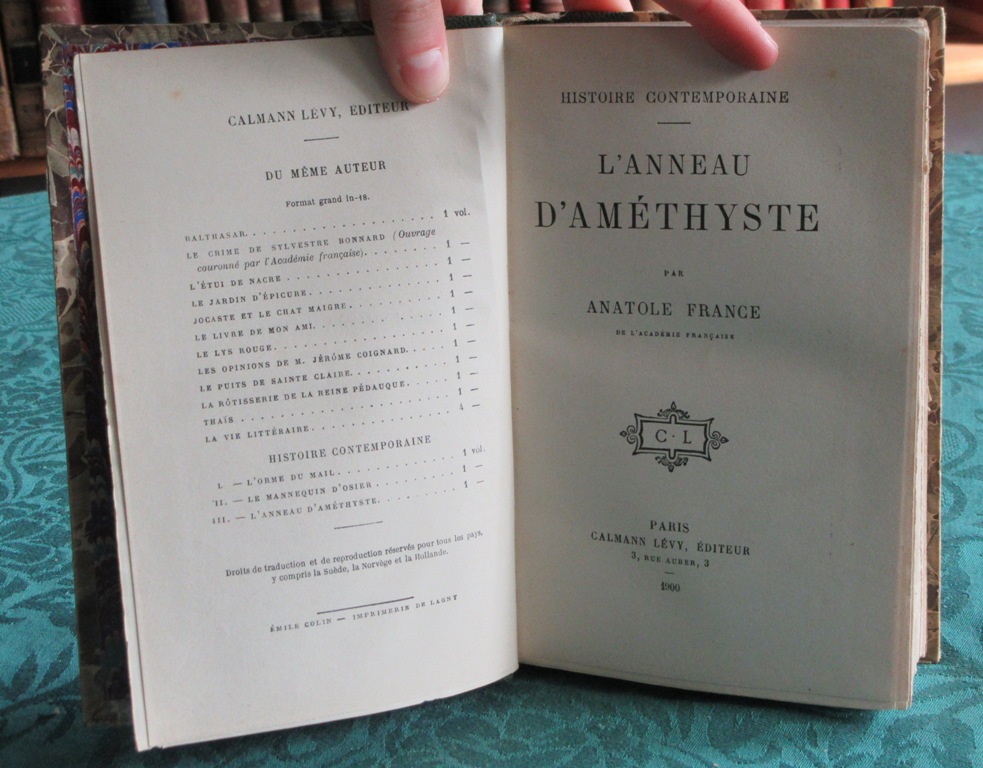 CALMANN LÉVY, EDITEUR
DU MÊME AUTEUR
Format grand in-18.
BALTHASAR. . . . . . . . . . . . . . . . . 1 vol.
LE CRIME DE SYLVESTRE BONNARD (Ouvrage
couronné par l'Académie française). . . . . . . 1 —
L'ÉTUI DE NACRE . . . . . . . . . . . . . . 1 —
LE JARDIN D'ÉPICURE. . . . . . . . . . . . 1 —
JOCASTE ET LE CHAT MAIGRE. . . . . . . . 1 —
LE LIVRE DE MON AMI. . . . . . . . . . . 1 —
LE LYS ROUGE. . . . . . . . . . . . . . . 1 —
LES OPINIONS DE M. JÉRÔME COIGNARD. . . . . 1 —
LE PUITS DE SAINTE CLAIRE. . . . . . . . . 1 —
LA RÔTISSERIE DE LA REINE PÉDAUQUE. . . . . 1 —
THAÏS . . . . . . . . . . . . . . . . . . 1 —
LA VIE LITTÉRAIRE. . . . . . . . . . . . . 4 —
HISTOIRE CONTEMPORAINE
I. — L'ORME DU MAIL . . . . . . . . . . . 1 vol.
II. — LE MANNEQUIN D'OSIER . . . . . . . . 1 —
III. — L'ANNEAU D'AMÉTHYSTE. . . . . . . . 1 —
Droits de traduction et de reproduction réservés pour tous les pays,
y compris la Suède, la Norvège et la Hollande.
ÉMILE COLIN — IMPRIMERIE DE LAGNY
HISTOIRE CONTEMPORAINE
L'ANNEAU
D'AMÉTHYSTE
PAR
ANATOLE FRANCE
DE L'ACADÉMIE FRANÇAISE
C · L
PARIS
CALMANN LÉVY, ÉDITEUR
3, RUE AUBER, 3
1900